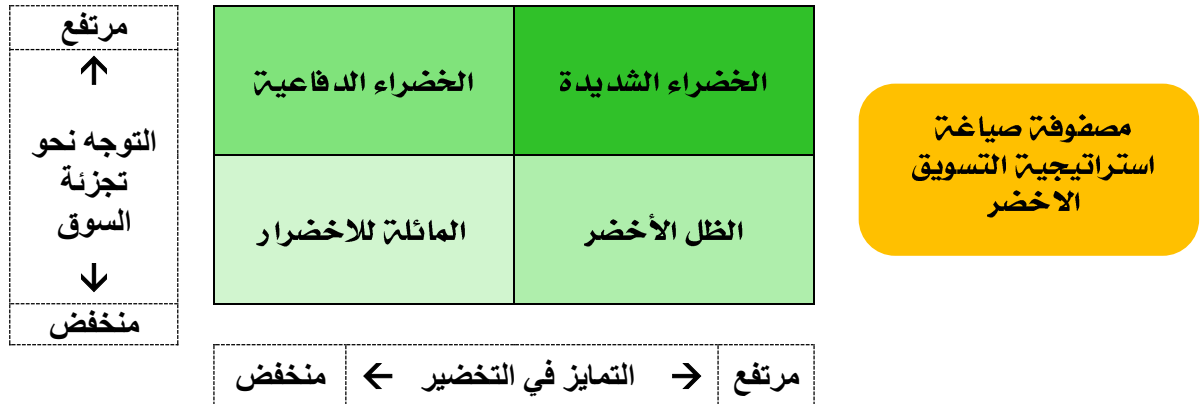 مصفوفة صياغة
استراتيجية التسويق
الاخضر
الخضراء الشديدة
الخضراء الدفاعية
الظل الأخضر
المائلة للاخضرار
مرتفع
↑
التوجه نحو
تجزئة
السوق
↓
منخفض
مرتفع → التمايز في التخضير ← منخفض